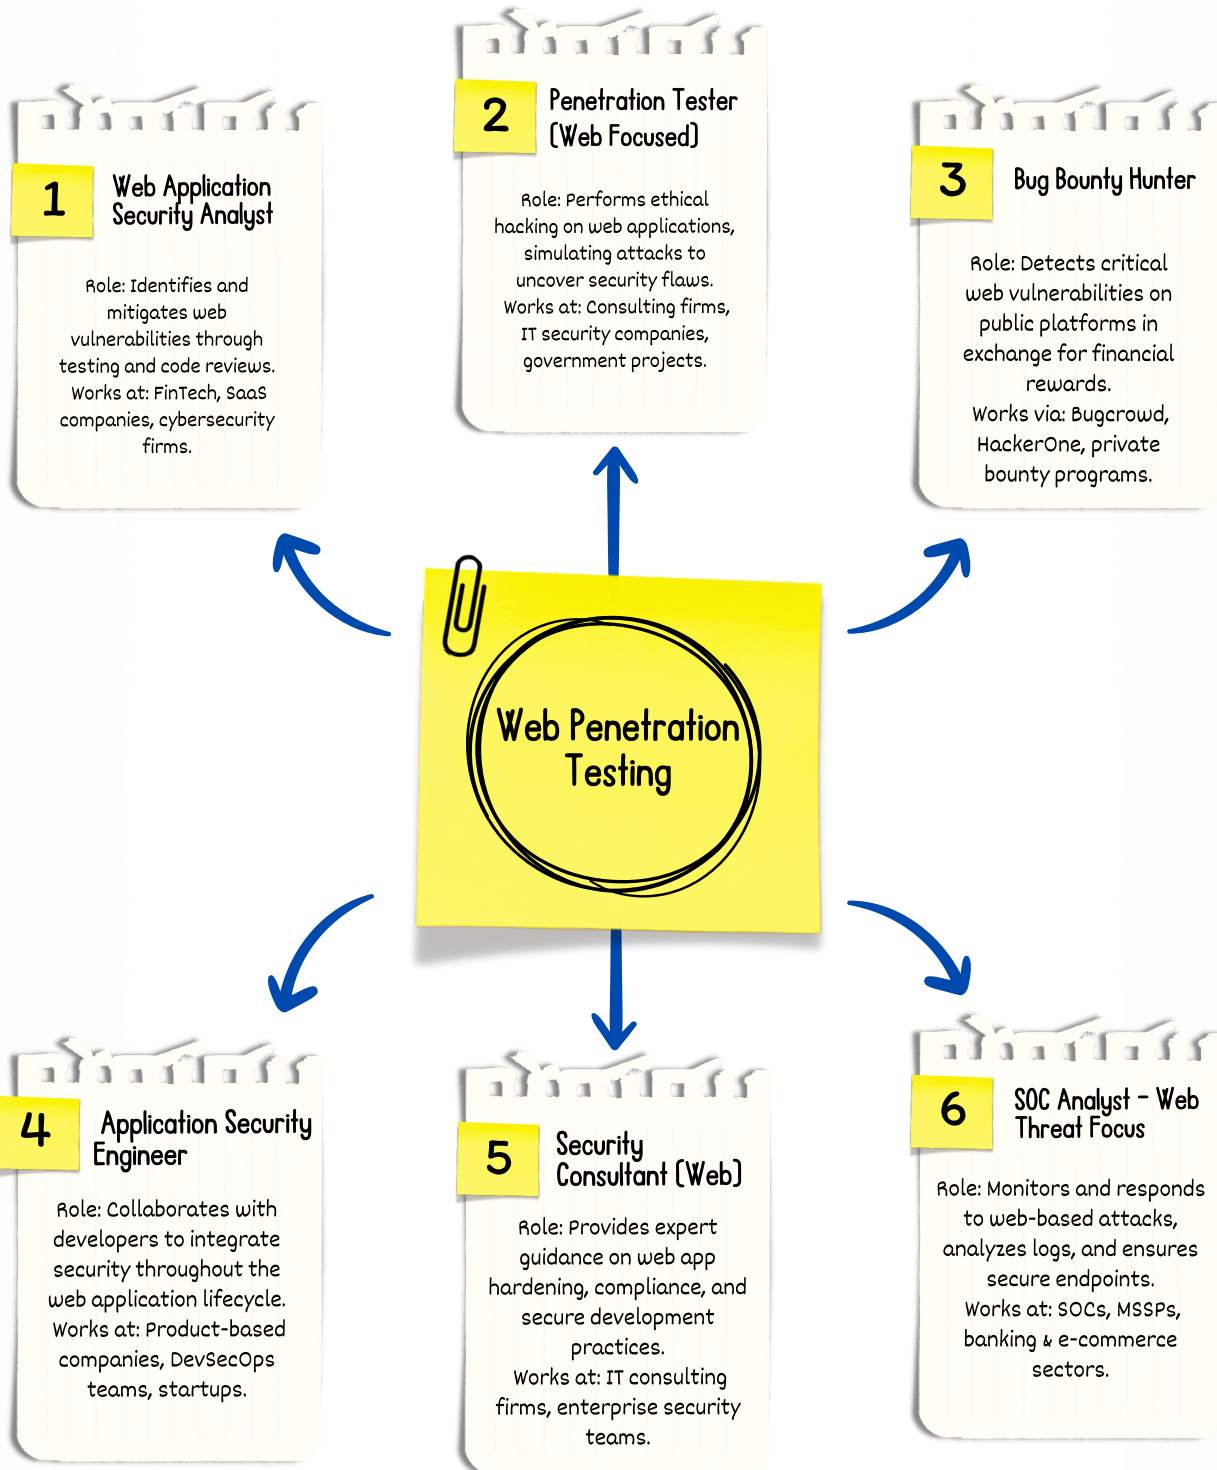 1
Web Application
Security Analyst
Role: Identifies and
mitigates web
vulnerabilities through
testing and code reviews.
Works at: FinTech, SaaS
companies, cybersecurity
firms.
2
Penetration Tester
(Web Focused)
Role: Performs ethical
hacking on web applications,
simulating attacks to
uncover security flaws.
Works at: Consulting firms,
IT security companies,
government projects.
3
Bug Bounty Hunter
Role: Detects critical
web vulnerabilities on
public platforms in
exchange for financial
rewards.
Works via: Bugcrowd,
HackerOne, private
bounty programs.
Web Penetration
Testing
4
Application Security
Engineer
Role: Collaborates with
developers to integrate
security throughout the
web application lifecycle.
Works at: Product-based
companies, DevSecOps
teams, startups.
5
Security
Consultant (Web)
Role: Provides expert
guidance on web app
hardening, compliance, and
secure development
practices.
Works at: IT consulting
firms, enterprise security
teams.
6
SOC Analyst - Web
Threat Focus
Role: Monitors and responds
to web-based attacks,
analyzes logs, and ensures
secure endpoints.
Works at: SOCs, MSSPs,
banking & e-commerce
sectors.